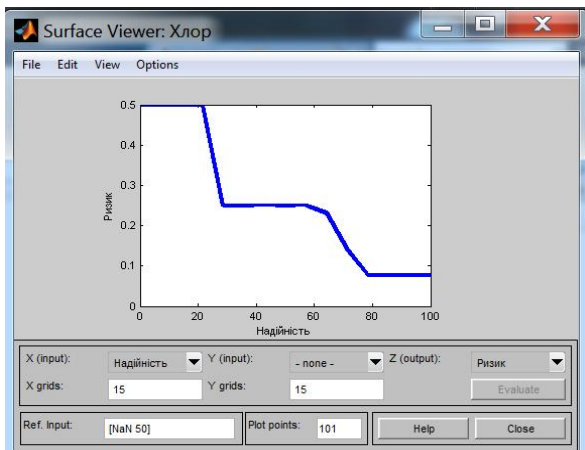 Surface Viewer: Хлор
File Edit View Options
0.5
0.4
0.3
0.2
0.1
0
Ризик
0 20 40 60 80 100
Надійність
X (input): Надійність Y (input): - none - Z (output): Ризик
X grids: 15 Y grids: 15 Evaluate
Ref. Input: [NaN 50] Plot points: 101 Help Close